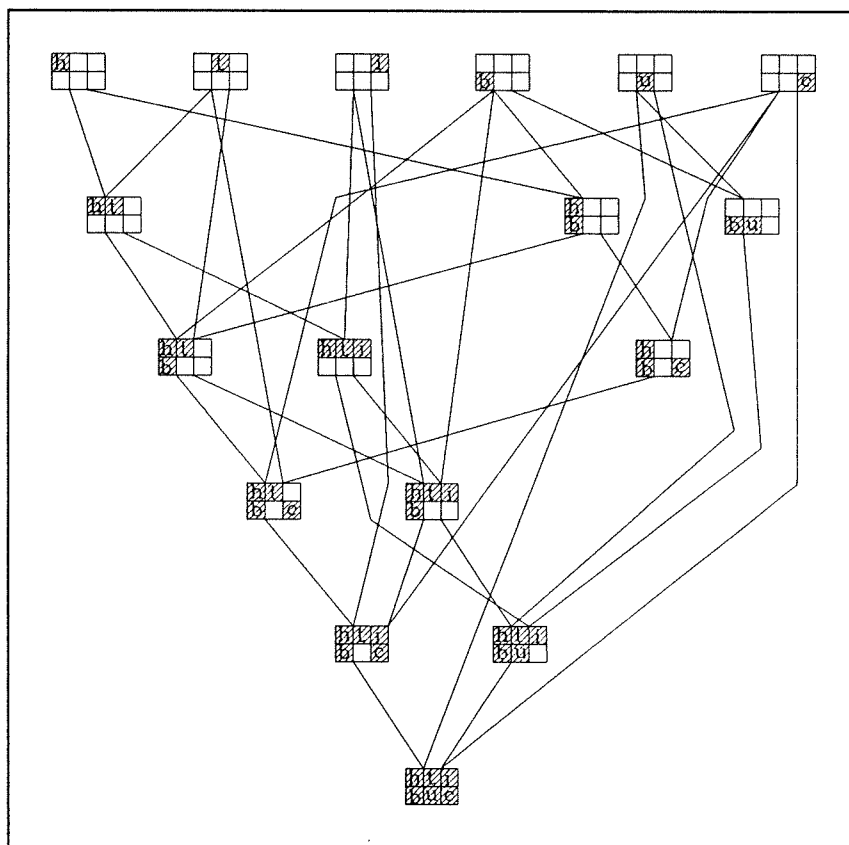 h t i b u c
h t h b b u
h t b h t i h b c
h t b c h t i b
h t i b c h t i b u
h t i b u c